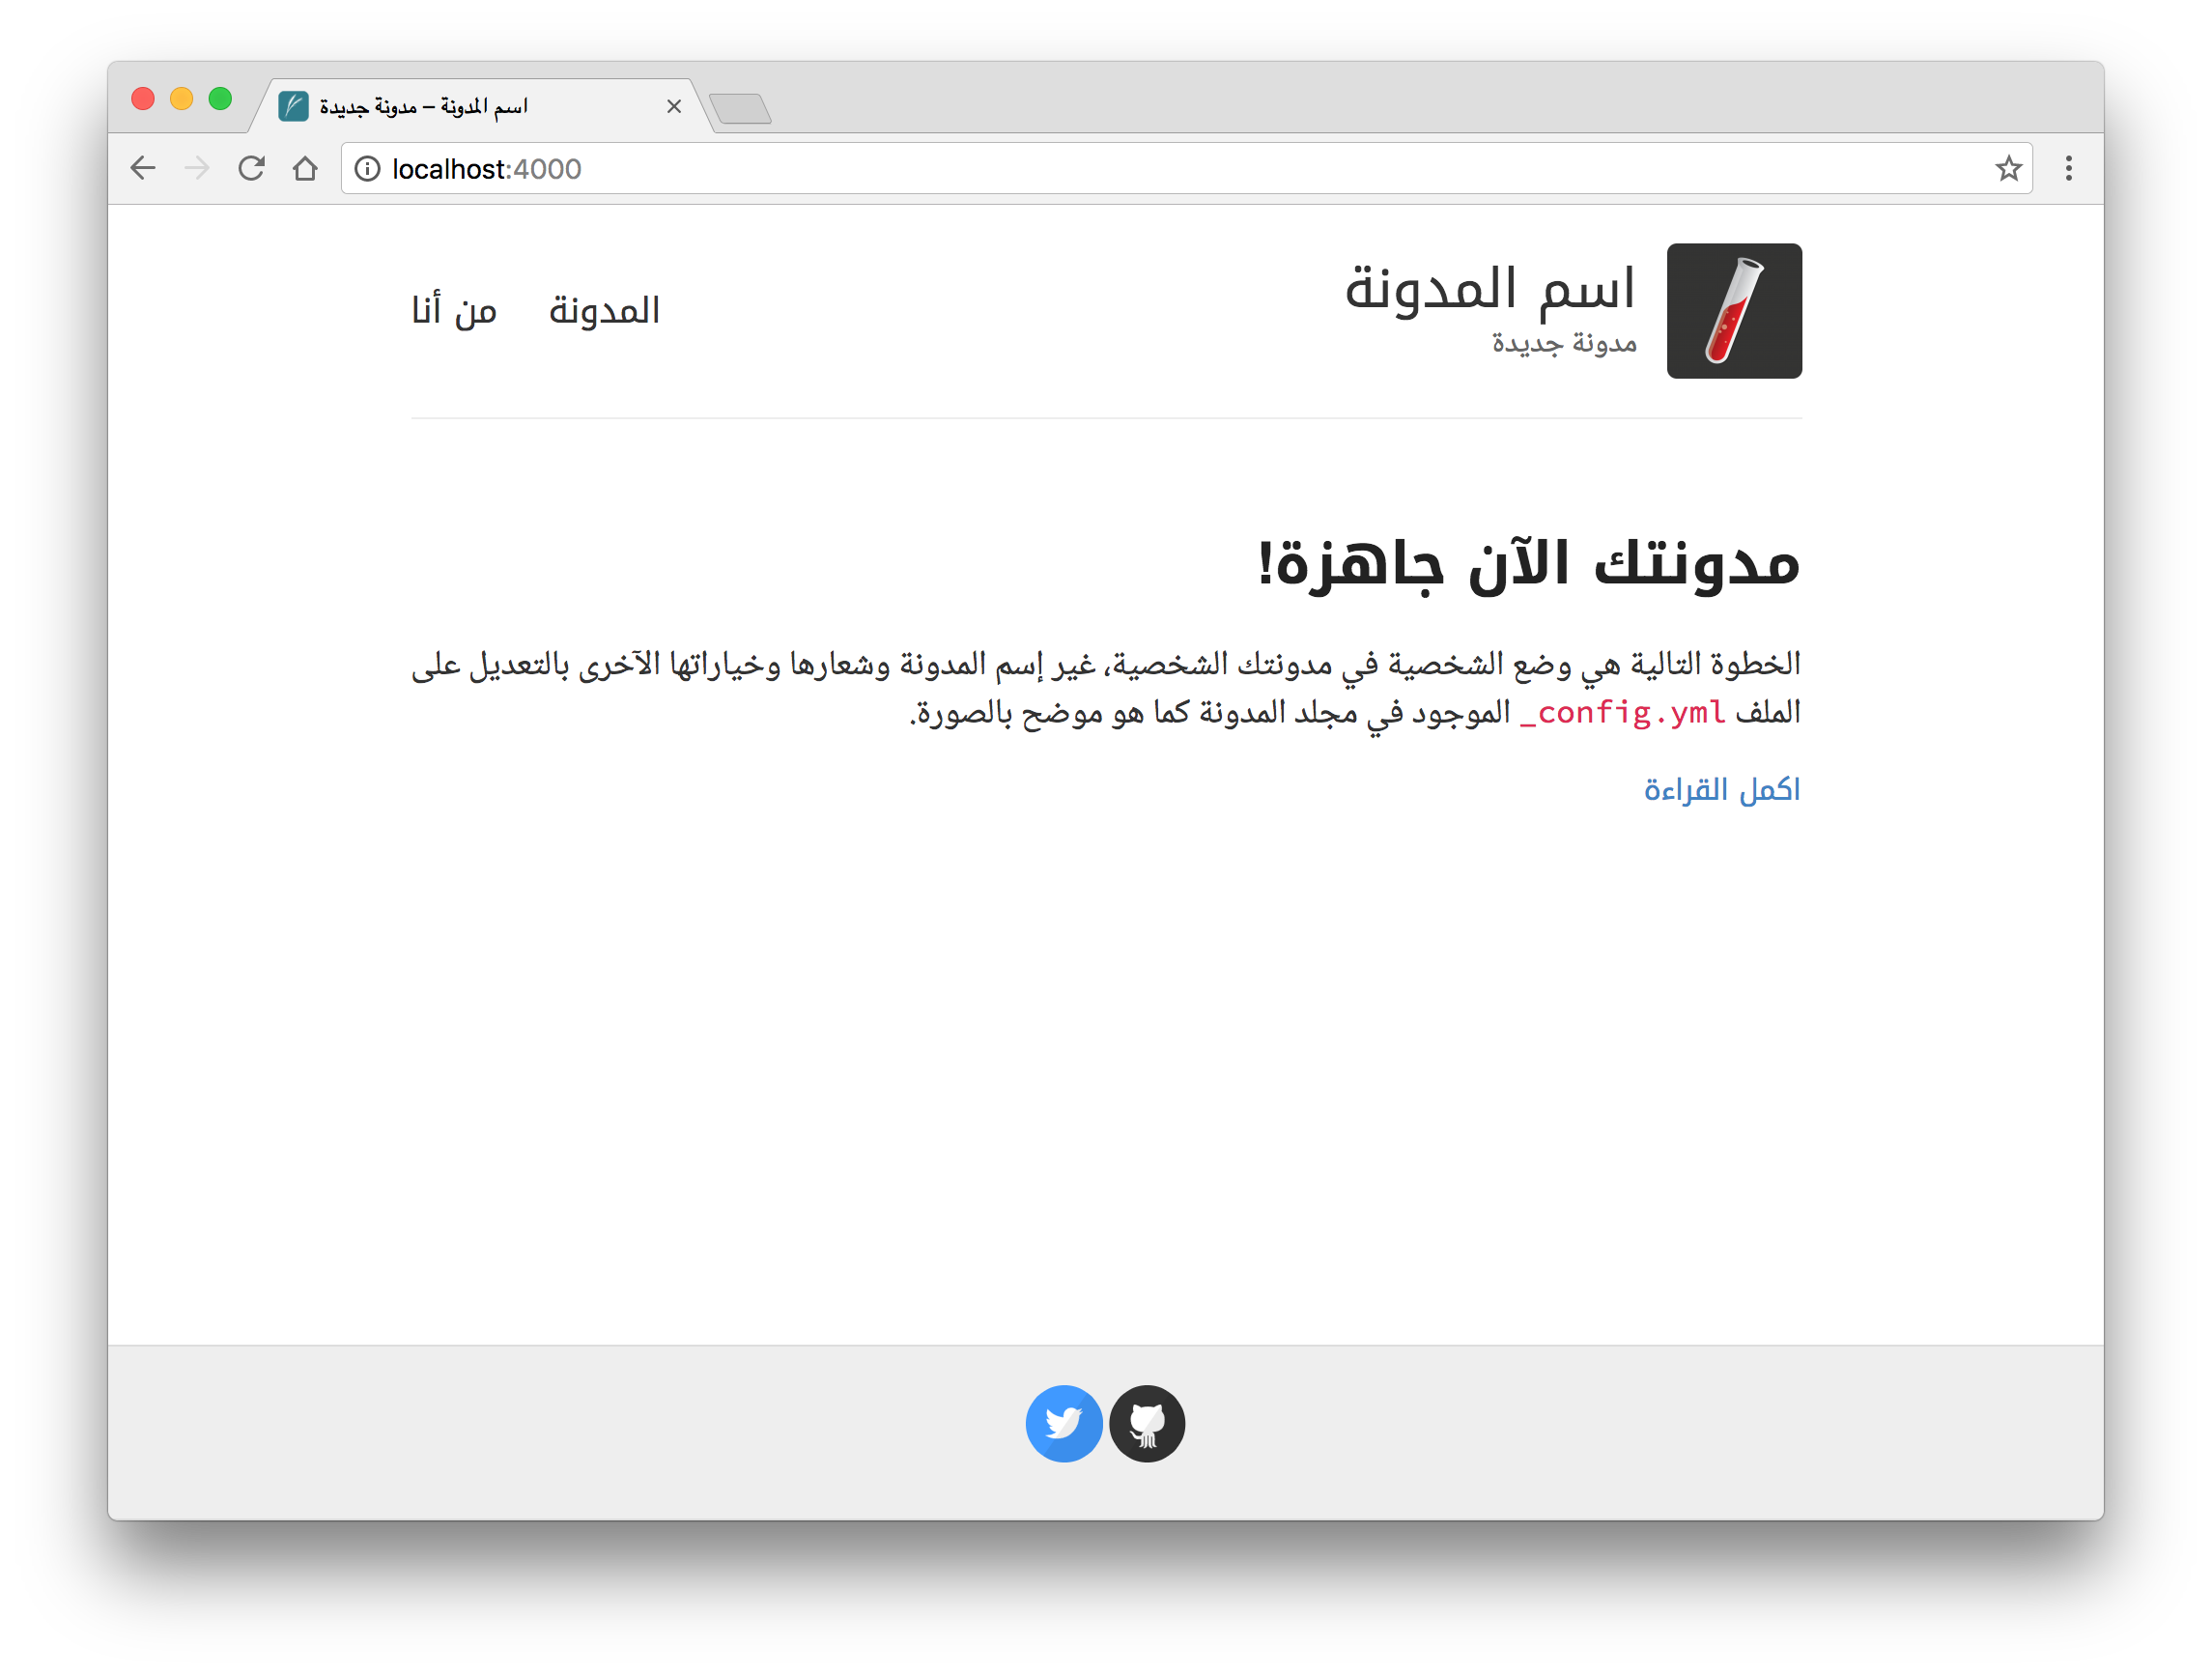 اسم المدونة – مدونة جديدة
localhost:4000
اسم المدونة
مدونة جديدة
المدونة
من أنا
مدونتك الآن جاهزة!
الخطوة التالية هي وضع الشخصية في مدونتك الشخصية، غير إسم المدونة وشعارها وخياراتها الآخرى بالتعديل على
الملف _config.yml الموجود في مجلد المدونة كما هو موضح بالصورة.
اكمل القراءة